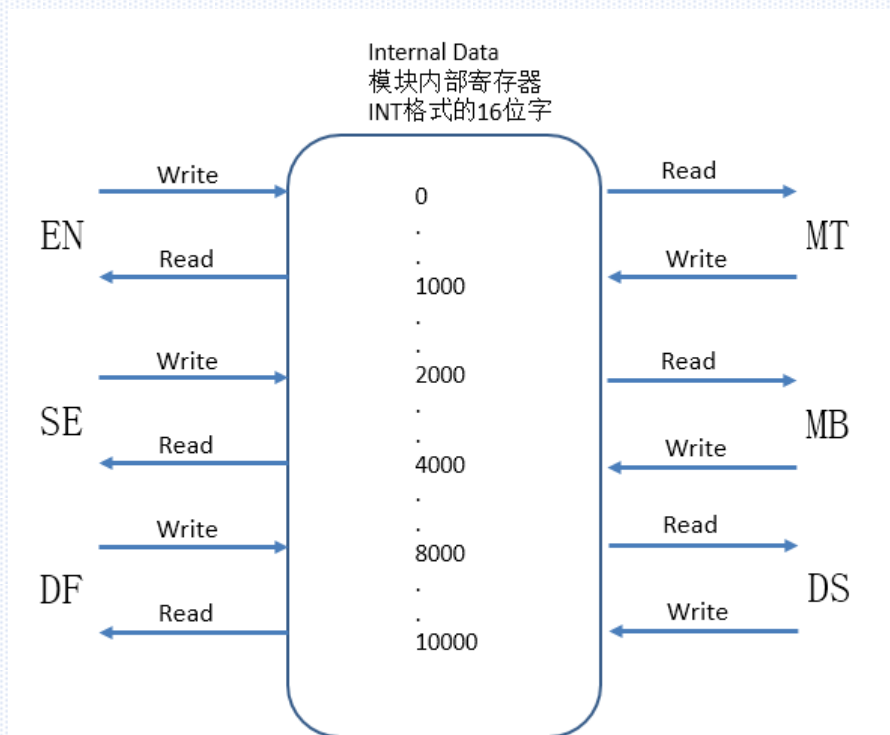 Internal Data
模块内部寄存器
INT格式的16位字
Write
Read
0
EN
MT
.
.
Read
Write
1000
.
.
Write
Read
2000
SE
MB
.
.
Read
Write
4000
.
.
Write
Read
8000
DF
DS
.
.
Read
Write
10000